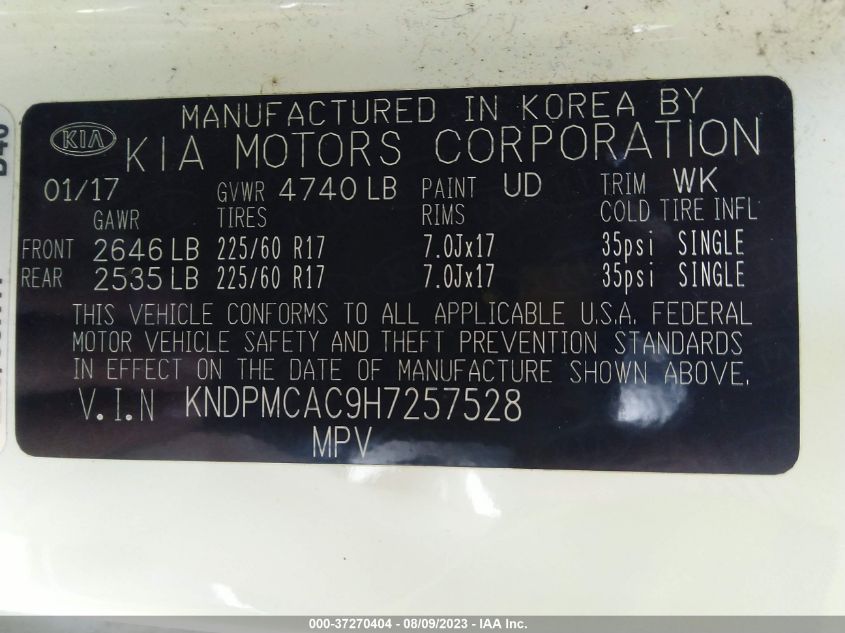 MANUFACTURED IN KOREA BY
KIA KIA MOTORS CORPORATION
01/17 GVWR 4740 LB PAINT UD TRIM WK
GAWR TIRES RIMS COLD TIRE INFL
FRONT 2646 LB 225/60 R17 7.0Jx17 35psi SINGLE
REAR 2535 LB 225/60 R17 7.0Jx17 35psi SINGLE
THIS VEHICLE CONFORMS TO ALL APPLICABLE U.S.A. FEDERAL
MOTOR VEHICLE SAFETY AND THEFT PREVENTION STANDARDS
IN EFFECT ON THE DATE OF MANUFACTURE SHOWN ABOVE.
V.I.N KNDPMCAC9H7257528
MPV
000-37270404 - 08/09/2023 - IAA Inc.